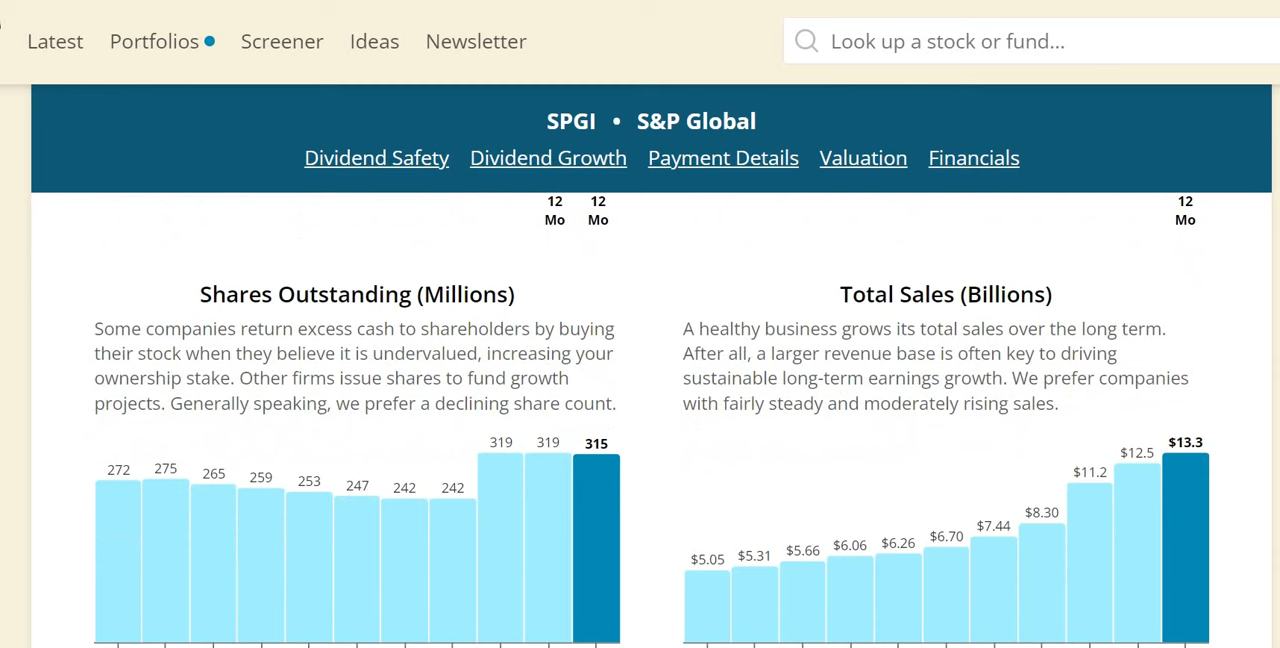 Latest Portfolios Screener Ideas Newsletter
Look up a stock or fund...
SPGI • S&P Global
Dividend Safety Dividend Growth Payment Details Valuation Financials
12 12 12
Mo Mo Mo
Shares Outstanding (Millions)
Some companies return excess cash to shareholders by buying
their stock when they believe it is undervalued, increasing your
ownership stake. Other firms issue shares to fund growth
projects. Generally speaking, we prefer a declining share count.
272 275 265 259 253 247 242 242 319 319 315
Total Sales (Billions)
A healthy business grows its total sales over the long term.
After all, a larger revenue base is often key to driving
sustainable long-term earnings growth. We prefer companies
with fairly steady and moderately rising sales.
$5.05 $5.31 $5.66 $6.06 $6.26 $6.70 $7.44 $8.30 $11.2 $12.5 $13.3